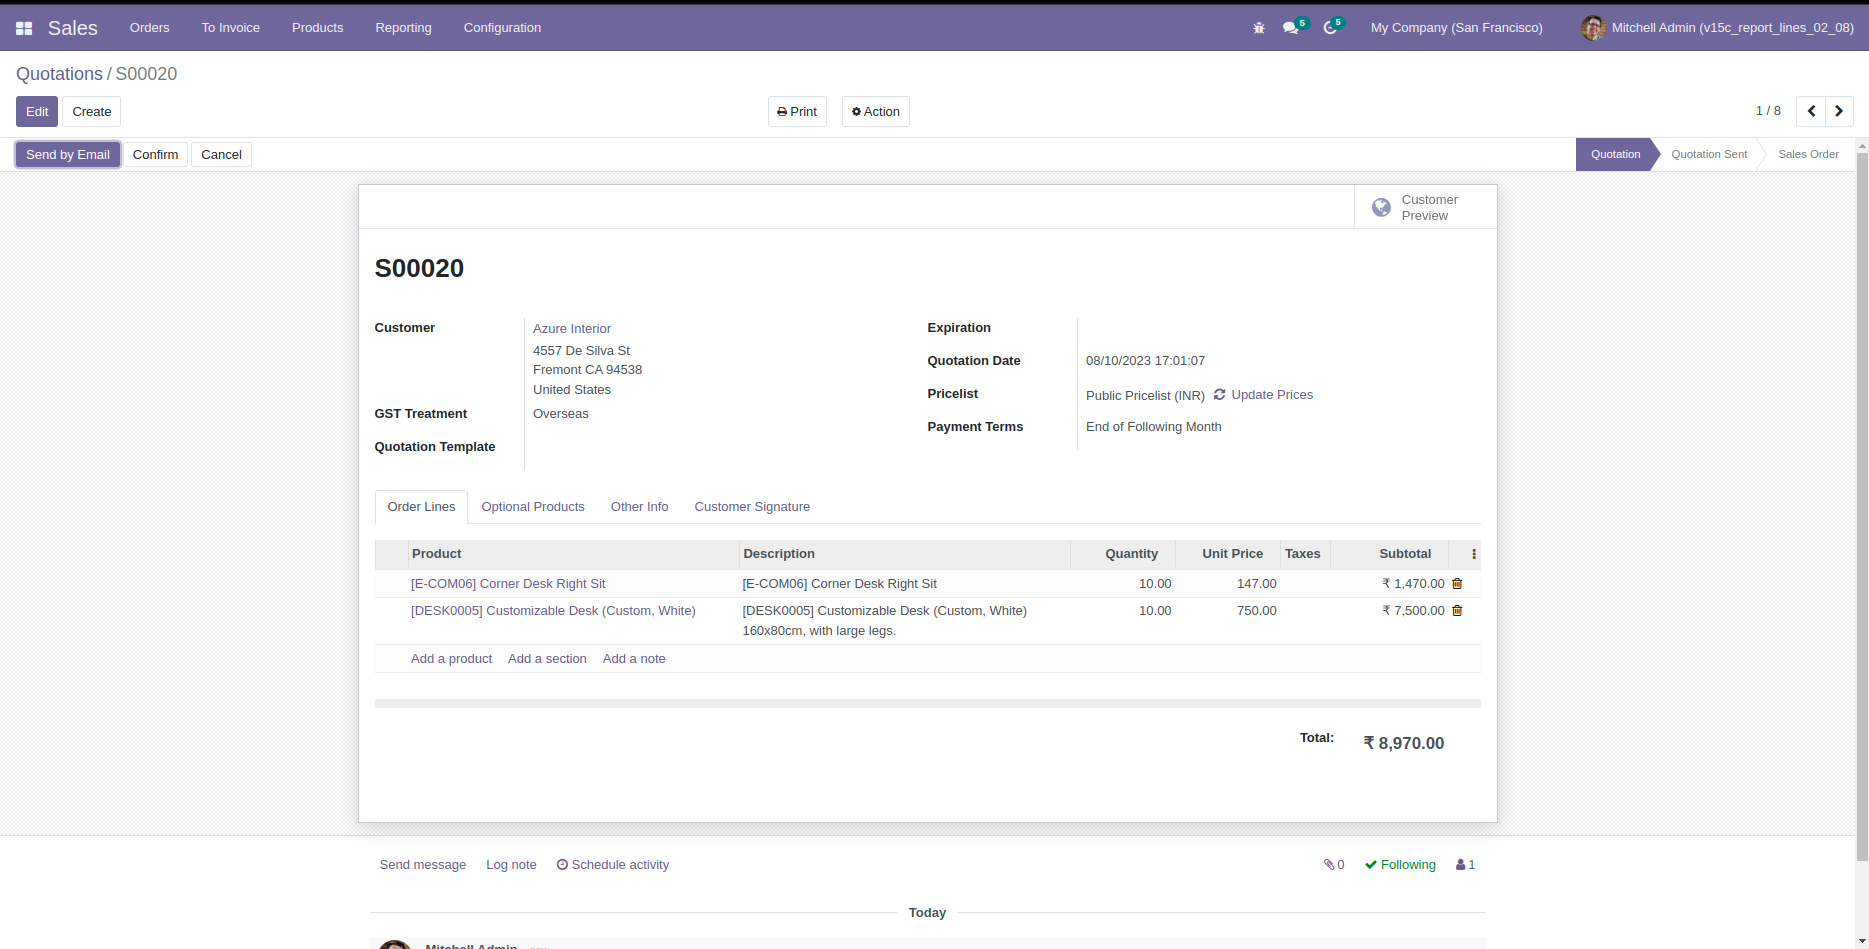 Sales Orders To Invoice Products Reporting Configuration 5 5 My Company (San Francisco) Mitchell Admin (v15c_report_lines_02_08)
Quotations / S00020
Edit Create Print Action 1 / 8
Send by Email Confirm Cancel Quotation Quotation Sent Sales Order
Customer
Preview
S00020
Customer Azure Interior
4557 De Silva St
Fremont CA 94538
United States
GST Treatment Overseas
Quotation Template
Expiration
Quotation Date 08/10/2023 17:01:07
Pricelist Public Pricelist (INR) Update Prices
Payment Terms End of Following Month
Order Lines Optional Products Other Info Customer Signature
Product Description Quantity Unit Price Taxes Subtotal
[E-COM06] Corner Desk Right Sit [E-COM06] Corner Desk Right Sit 10.00 147.00 ₹ 1,470.00
[DESK0005] Customizable Desk (Custom, White) [DESK0005] Customizable Desk (Custom, White) 10.00 750.00 ₹ 7,500.00
160x80cm, with large legs.
Add a product Add a section Add a note
Total: ₹ 8,970.00
Send message Log note Schedule activity 0 Following 1
Today
Mitchell Admin